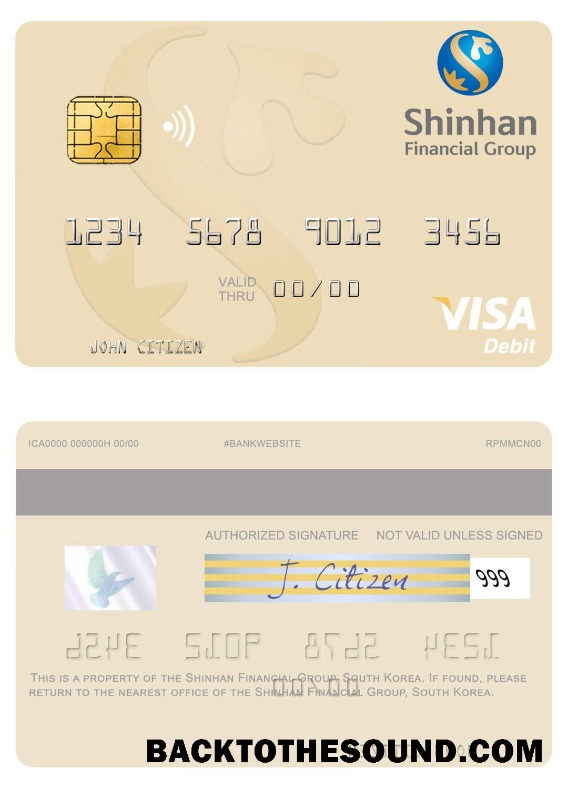 Shinhan
Financial Group
1234 5678 9012 3456
VALID
THRU 00/00
VISA
Debit
JOHN CITIZEN
ICA0000 000000H 00/00 #BANKWEBSITE RPMMCN00
AUTHORIZED SIGNATURE NOT VALID UNLESS SIGNED
J. Citizen 999
THIS IS A PROPERTY OF THE SHINHAN FINANCIAL GROUP, SOUTH KOREA. IF FOUND, PLEASE
RETURN TO THE NEAREST OFFICE OF THE SHINHAN FINANCIAL GROUP, SOUTH KOREA.
BACKTOTHESOUND.COM